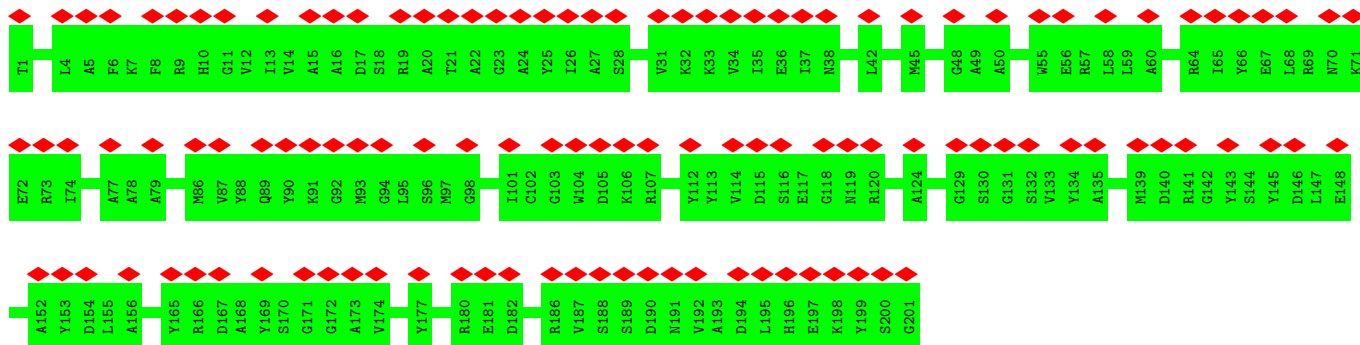 T1 L4 A5 F6 K7 F8 R9 H10 G11 V12 I13 V14 A15 A16 D17 S18 R19 A20 T21 A22 G23 A24 Y25 I26 A27 S28 V31 K32 K33 V34 I35 E36 I37 N38 L42 M45 G48 A49 A50 W55 E56 R57 L58 L59 A60 R64 I65 Y66 E67 L68 R69 N70 K71
E72 R73 I74 A77 A78 A79 M86 V87 Y88 Q89 Y90 K91 G92 M93 G94 L95 S96 M97 G98 I101 C102 G103 W104 D105 K106 R107 Y112 Y113 V114 D115 S116 E117 G118 N119 R120 A124 G129 S130 G131 S132 V133 Y134 A135 M139 D140 R141 G142 Y143 S144 Y145 D146 L147 E148
A152 Y153 D154 L155 A156 Y165 R166 D167 A168 Y169 S170 G171 G172 A173 V174 Y177 R180 E181 D182 R186 V187 S188 S189 D190 N191 V192 A193 D194 L195 H196 E197 K198 Y199 S200 G201